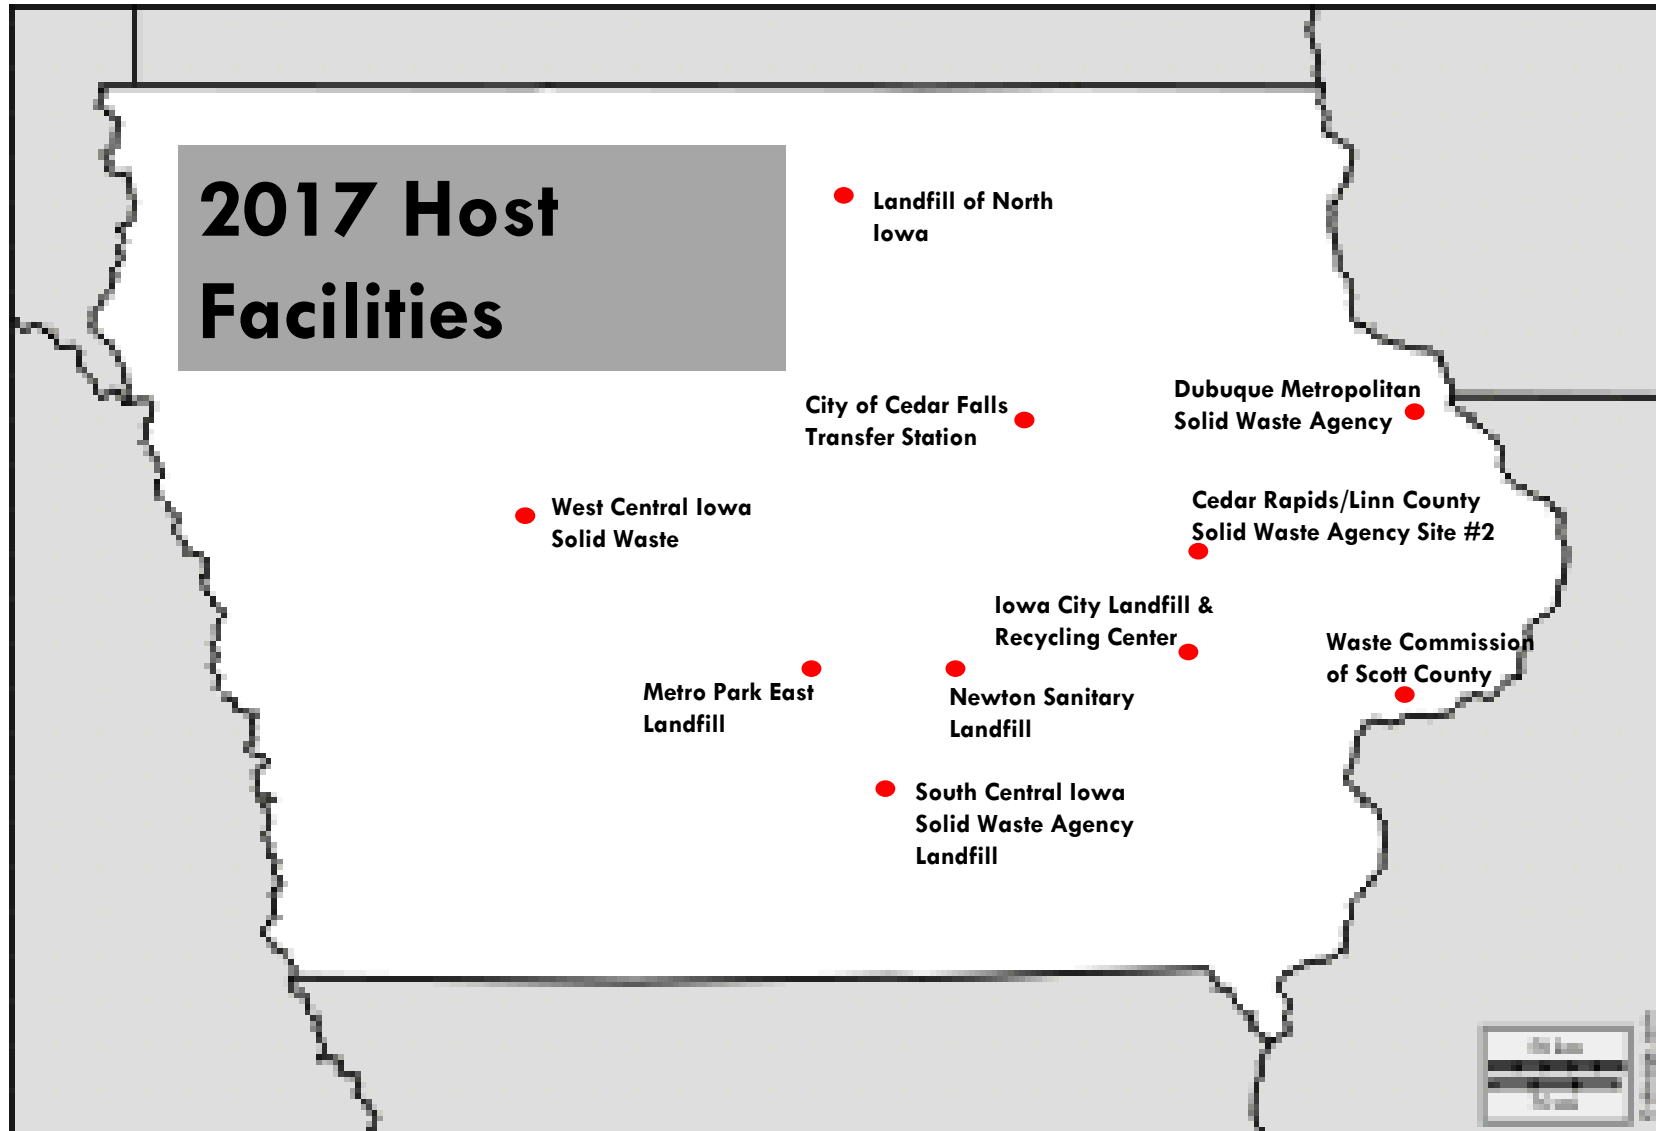 2017 Host
Facilities
Landfill of North
Iowa
City of Cedar Falls
Transfer Station
Dubuque Metropolitan
Solid Waste Agency
West Central Iowa
Solid Waste
Cedar Rapids/Linn County
Solid Waste Agency Site #2
Iowa City Landfill &
Recycling Center
Waste Commission
of Scott County
Metro Park East
Landfill
Newton Sanitary
Landfill
South Central Iowa
Solid Waste Agency
Landfill